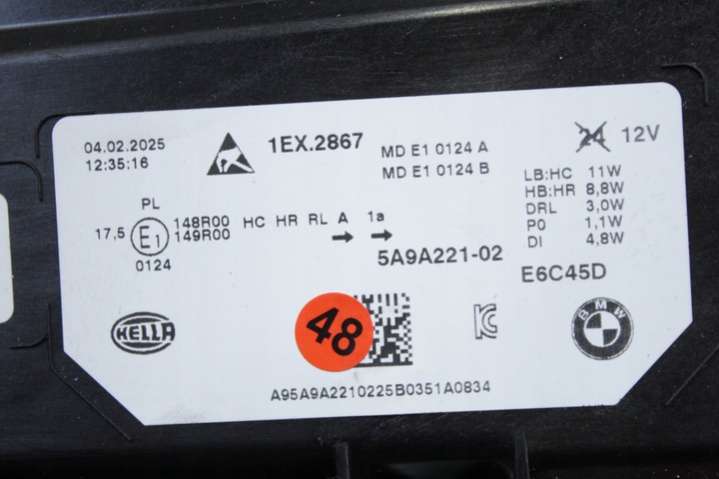 04.02.2025
12:35:16
1EX.2867
MD E1 0124 A
MD E1 0124 B
24 12V
LB:HC 11W
HB:HR 8,8W
DRL 3,0W
PO 1,1W
DI 4,8W
PL
17,5 E1 148R00 HC HR RL A 1a
149R00
0124
5A9A221-02
E6C45D
HELLA
48
KC
BMW
A95A9A2210225B0351A0834